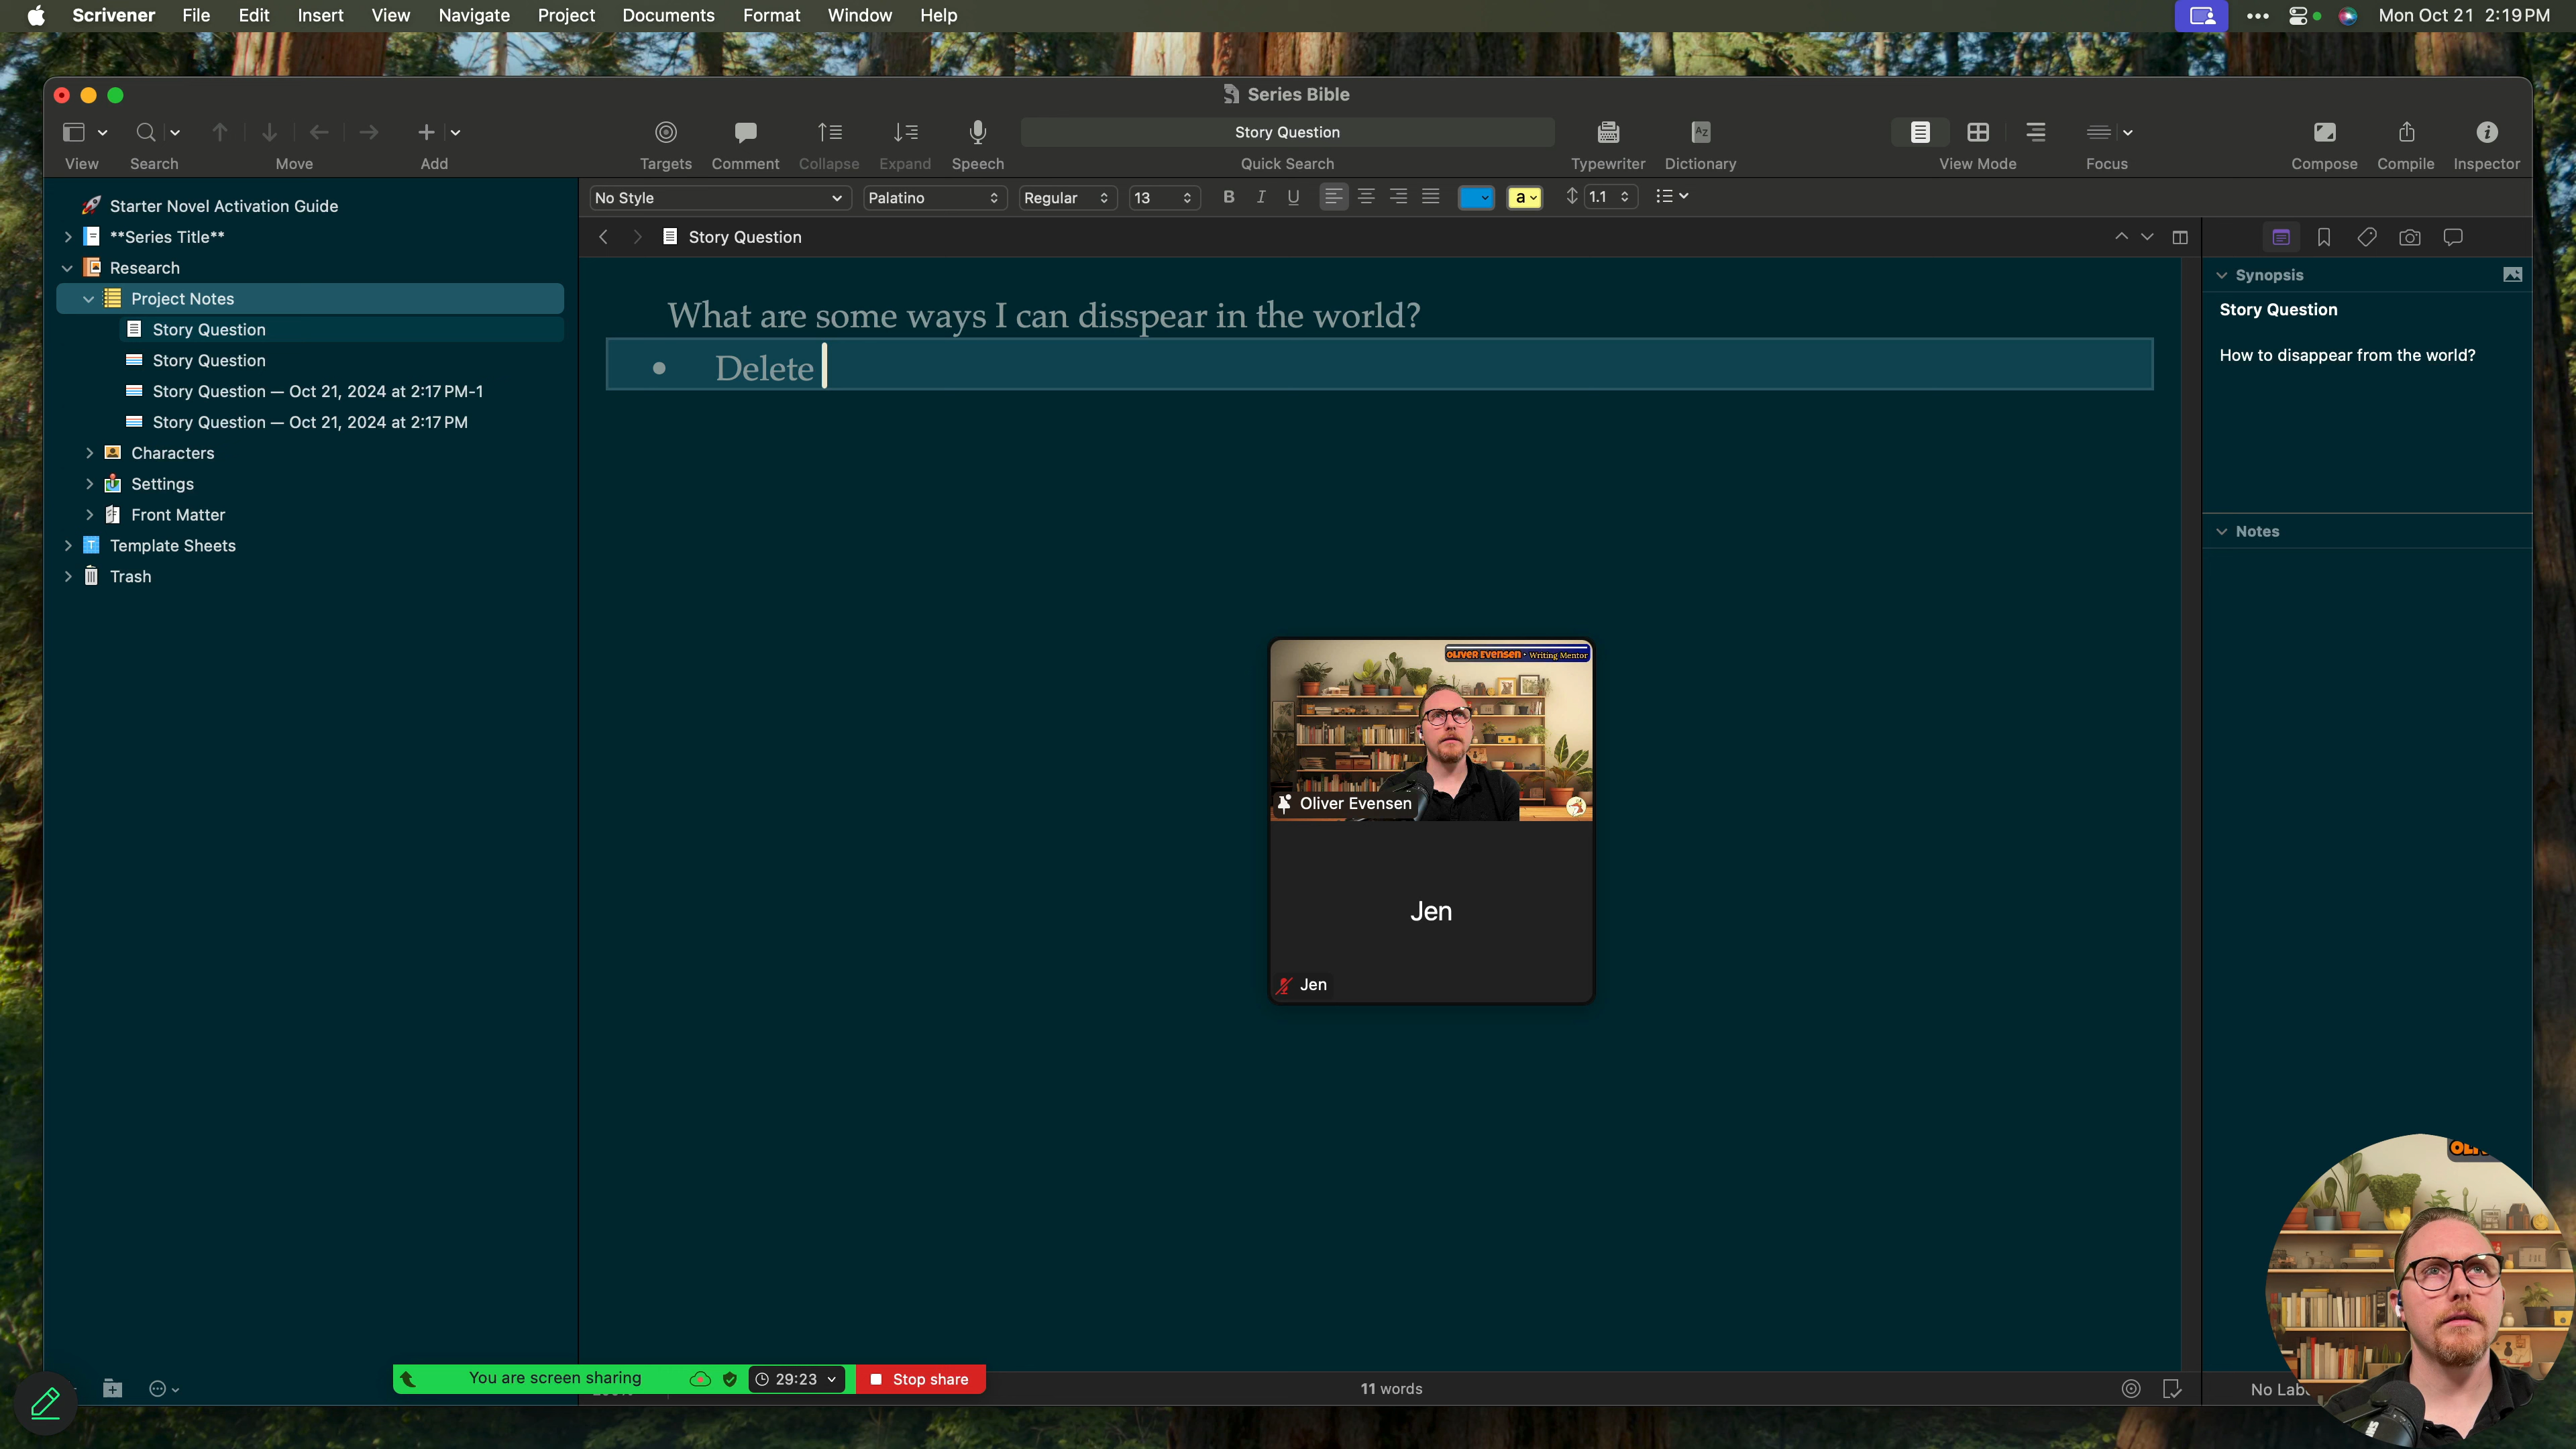 Scrivener File Edit Insert View Navigate Project Documents Format Window Help Mon Oct 21 2:19 PM
Series Bible
Story Question
View Search Move Add Targets Comment Collapse Expand Speech Quick Search Typewriter Dictionary View Mode Focus Compose Compile Inspector
No Style Palatino Regular 13 B I U a 1.1
Starter Novel Activation Guide
**Series Title**
Research
Project Notes
Story Question
Story Question
Story Question — Oct 21, 2024 at 2:17 PM-1
Story Question — Oct 21, 2024 at 2:17 PM
Characters
Settings
Front Matter
Template Sheets
Trash
Story Question
What are some ways I can disspear in the world?
• Delete
Synopsis
Story Question
How to disappear from the world?
Notes
OLIVER EVENSEN · Writing Mentor
Oliver Evensen
Jen
Jen
You are screen sharing 29:23 Stop share
11 words